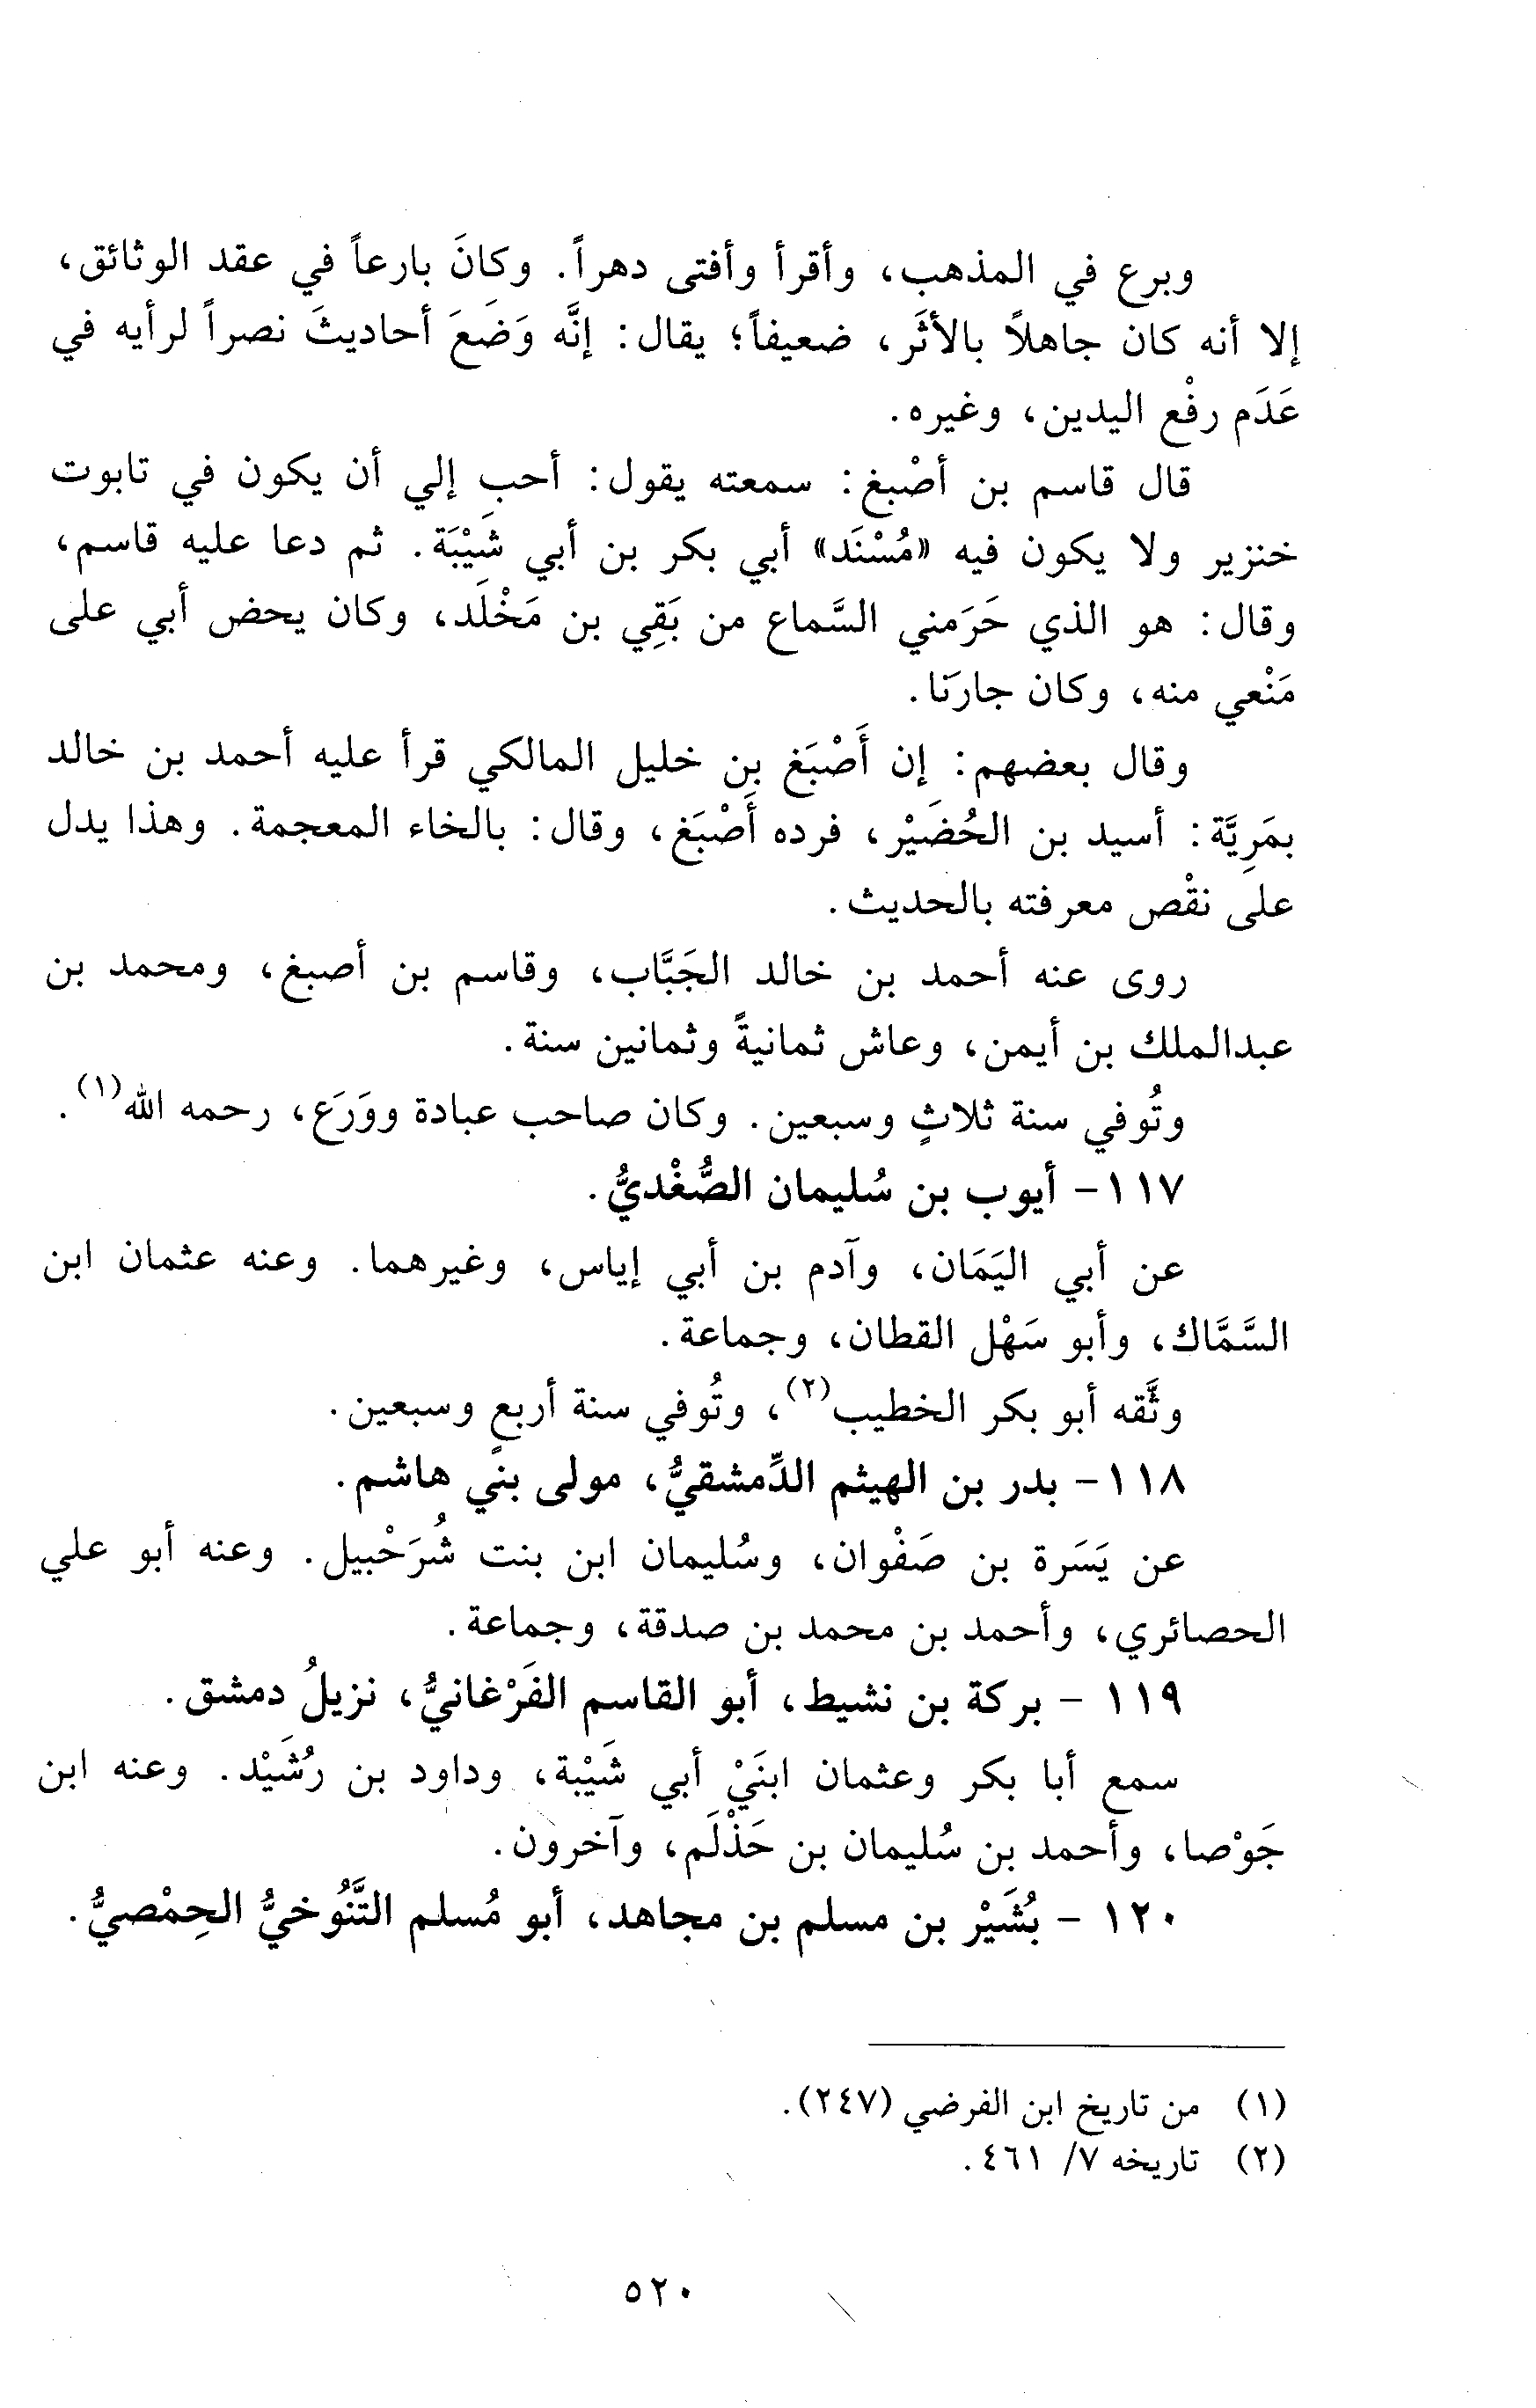 وبرع في المذهب، وأقرأ وأفتى دهراً. وكانَ بارعاً في عقد الوثائق،
إلا أنه كان جاهلاً بالأثَر، ضعيفاً؛ يقال: إنَّه وَضَعَ أحاديثَ نصراً لرأيه في
عَدَم رفْع اليدين، وغيره.
قال قاسم بن أصْبغ: سمعته يقول: أحب إلي أن يكون في تابوت
خنزير ولا يكون فيه «مُسْنَد» أبي بكر بن أبي شَيْبَة. ثم دعا عليه قاسم،
وقال: هو الذي حَرَمني السَّماع من بَقِي بن مَخْلَد، وكان يحض أبي على
مَنْعي منه، وكان جارَنا.
وقال بعضهم: إن أَصْبَغ بن خليل المالكي قرأ عليه أحمد بن خالد
بمَرِيَّة: أسيد بن الحُضَيْر، فرده أَصْبَغ، وقال: بالخاء المعجمة. وهذا يدل
على نقْص معرفته بالحديث.
روى عنه أحمد بن خالد الجَبَّاب، وقاسم بن أصبغ، ومحمد بن
عبدالملك بن أيمن، وعاش ثمانيةً وثمانين سنة.
وتُوفي سنة ثلاثٍ وسبعين. وكان صاحب عبادة ووَرَع، رحمه الله(١).
١١٧- أيوب بن سُليمان الصُّغْديُّ.
عن أبي اليَمَان، وآدم بن أبي إياس، وغيرهما. وعنه عثمان ابن
السَّمَّاك، وأبو سَهْل القطان، وجماعة.
وثَّقه أبو بكر الخطيب(٢)، وتُوفي سنة أربعٍ وسبعين.
١١٨- بدر بن الهيثم الدِّمشقيُّ، مولى بني هاشم.
عن يَسَرة بن صَفْوان، وسُليمان ابن بنت شُرَحْبيل. وعنه أبو علي
الحصائري، وأحمد بن محمد بن صدقة، وجماعة.
١١٩ - بركة بن نشيط، أبو القاسم الفَرْغانيُّ، نزيلُ دمشق.
سمع أبا بكر وعثمان ابنَيْ أبي شَيْبة، وداود بن رُشَيْد. وعنه ابن
جَوْصا، وأحمد بن سُليمان بن حَذْلَم، وآخرون.
١٢٠ - بُشَيْر بن مسلم بن مجاهد، أبو مُسلم التَّنُوخيُّ الحِمْصيُّ.
(١) من تاريخ ابن الفرضي (٢٤٧).
(٢) تاريخه ٧/ ٤٦١.
٥٢٠